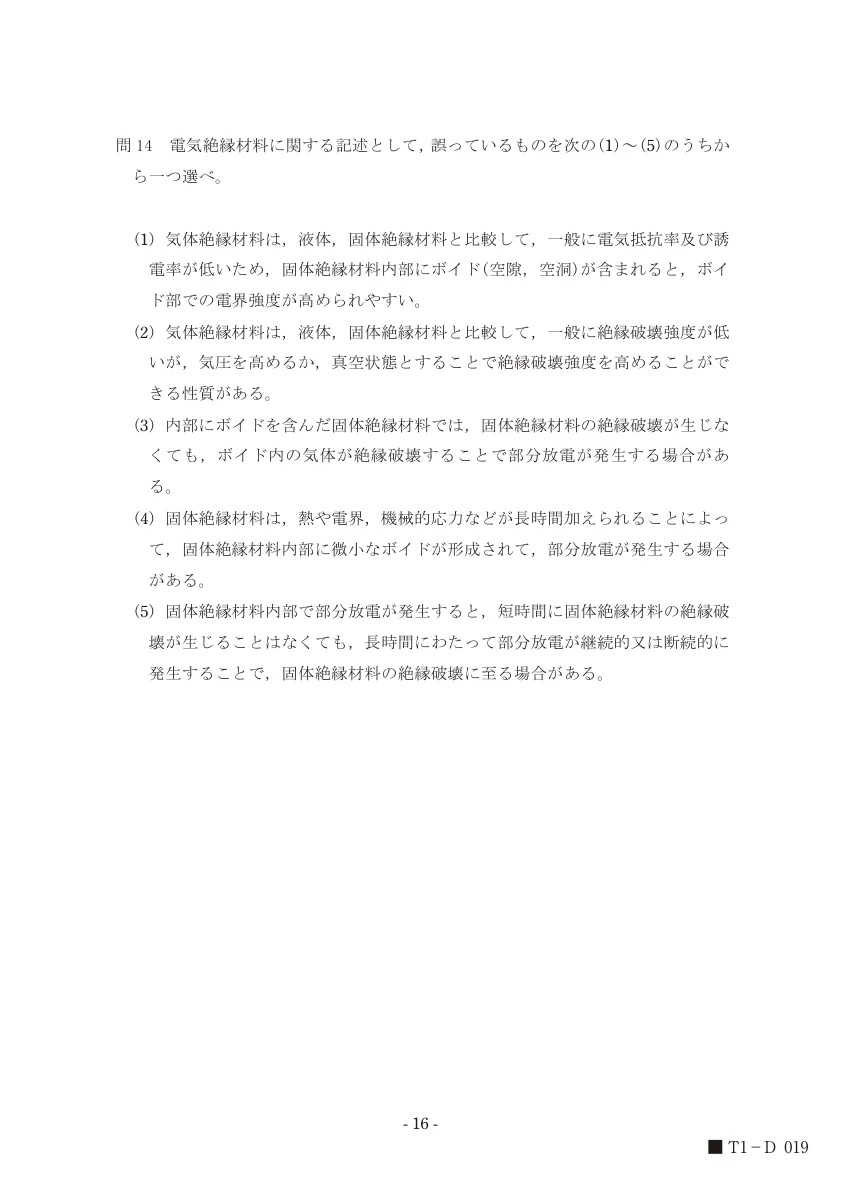 問 14　電気絶縁材料に関する記述として，誤っているものを次の(1)～(5)のうちか
ら一つ選べ。
(1) 気体絶縁材料は，液体，固体絶縁材料と比較して，一般に電気抵抗率及び誘
電率が低いため，固体絶縁材料内部にボイド(空隙，空洞)が含まれると，ボイ
ド部での電界強度が高められやすい。
(2) 気体絶縁材料は，液体，固体絶縁材料と比較して，一般に絶縁破壊強度が低
いが，気圧を高めるか，真空状態とすることで絶縁破壊強度を高めることがで
きる性質がある。
(3) 内部にボイドを含んだ固体絶縁材料では，固体絶縁材料の絶縁破壊が生じな
くても，ボイド内の気体が絶縁破壊することで部分放電が発生する場合があ
る。
(4) 固体絶縁材料は，熱や電界，機械的応力などが長時間加えられることによっ
て，固体絶縁材料内部に微小なボイドが形成されて，部分放電が発生する場合
がある。
(5) 固体絶縁材料内部で部分放電が発生すると，短時間に固体絶縁材料の絶縁破
壊が生じることはなくても，長時間にわたって部分放電が継続的又は断続的に
発生することで，固体絶縁材料の絶縁破壊に至る場合がある。
- 16 -
■ T1－D 019